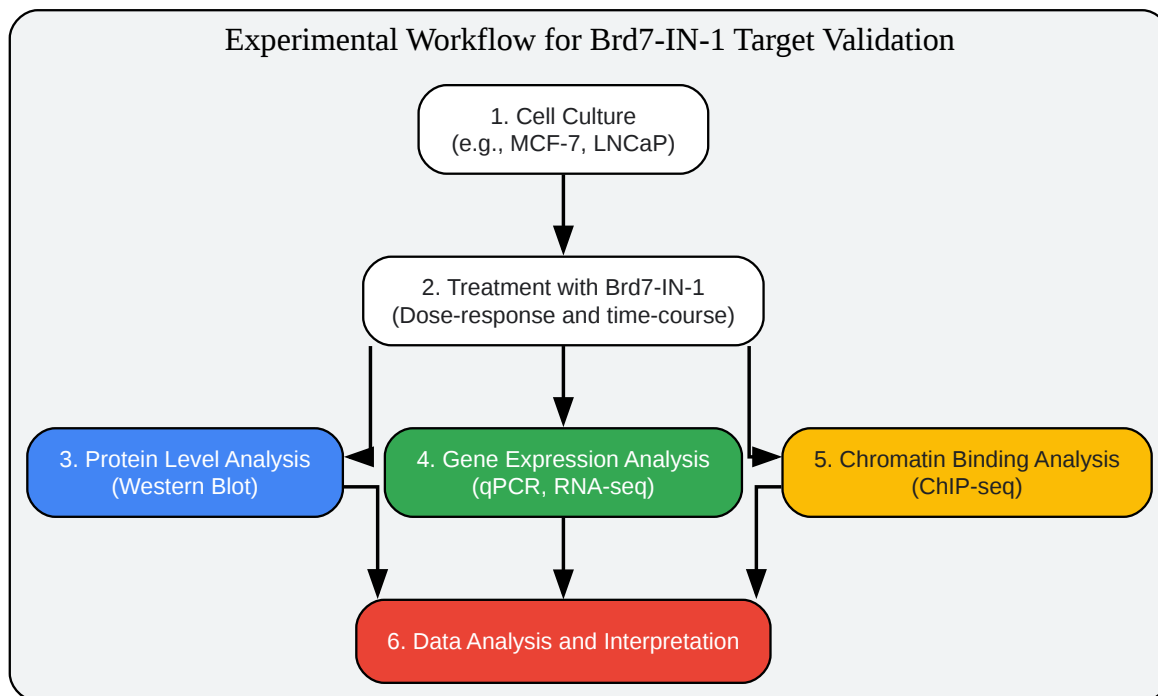 Experimental Workflow for Brd7-IN-1 Target Validation
1. Cell Culture
(e.g., MCF-7, LNCaP)
2. Treatment with Brd7-IN-1
(Dose-response and time-course)
3. Protein Level Analysis
(Western Blot)
4. Gene Expression Analysis
(qPCR, RNA-seq)
5. Chromatin Binding Analysis
(ChIP-seq)
6. Data Analysis and Interpretation